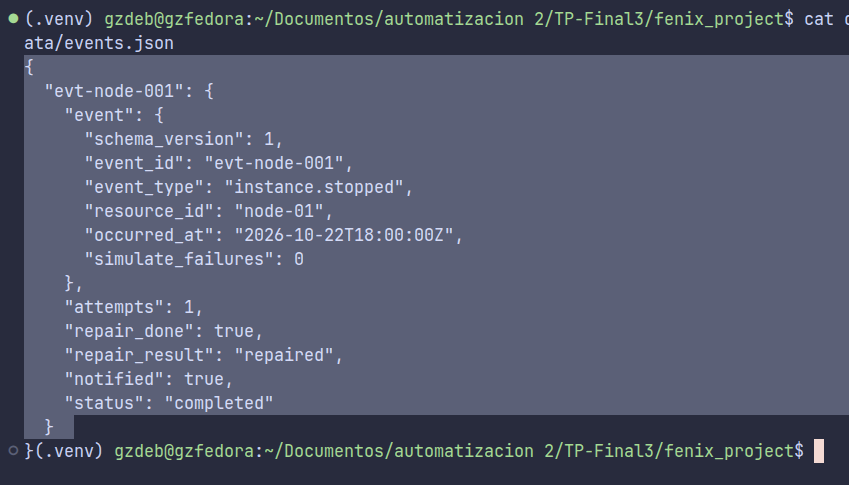 (.venv) gzdeb@gzfedora:~/Documentos/automatizacion 2/TP-Final3/fenix_project$ cat d
ata/events.json
{
  "evt-node-001": {
    "event": {
      "schema_version": 1,
      "event_id": "evt-node-001",
      "event_type": "instance.stopped",
      "resource_id": "node-01",
      "occurred_at": "2026-10-22T18:00:00Z",
      "simulate_failures": 0
    },
    "attempts": 1,
    "repair_done": true,
    "repair_result": "repaired",
    "notified": true,
    "status": "completed"
  }
}(.venv) gzdeb@gzfedora:~/Documentos/automatizacion 2/TP-Final3/fenix_project$